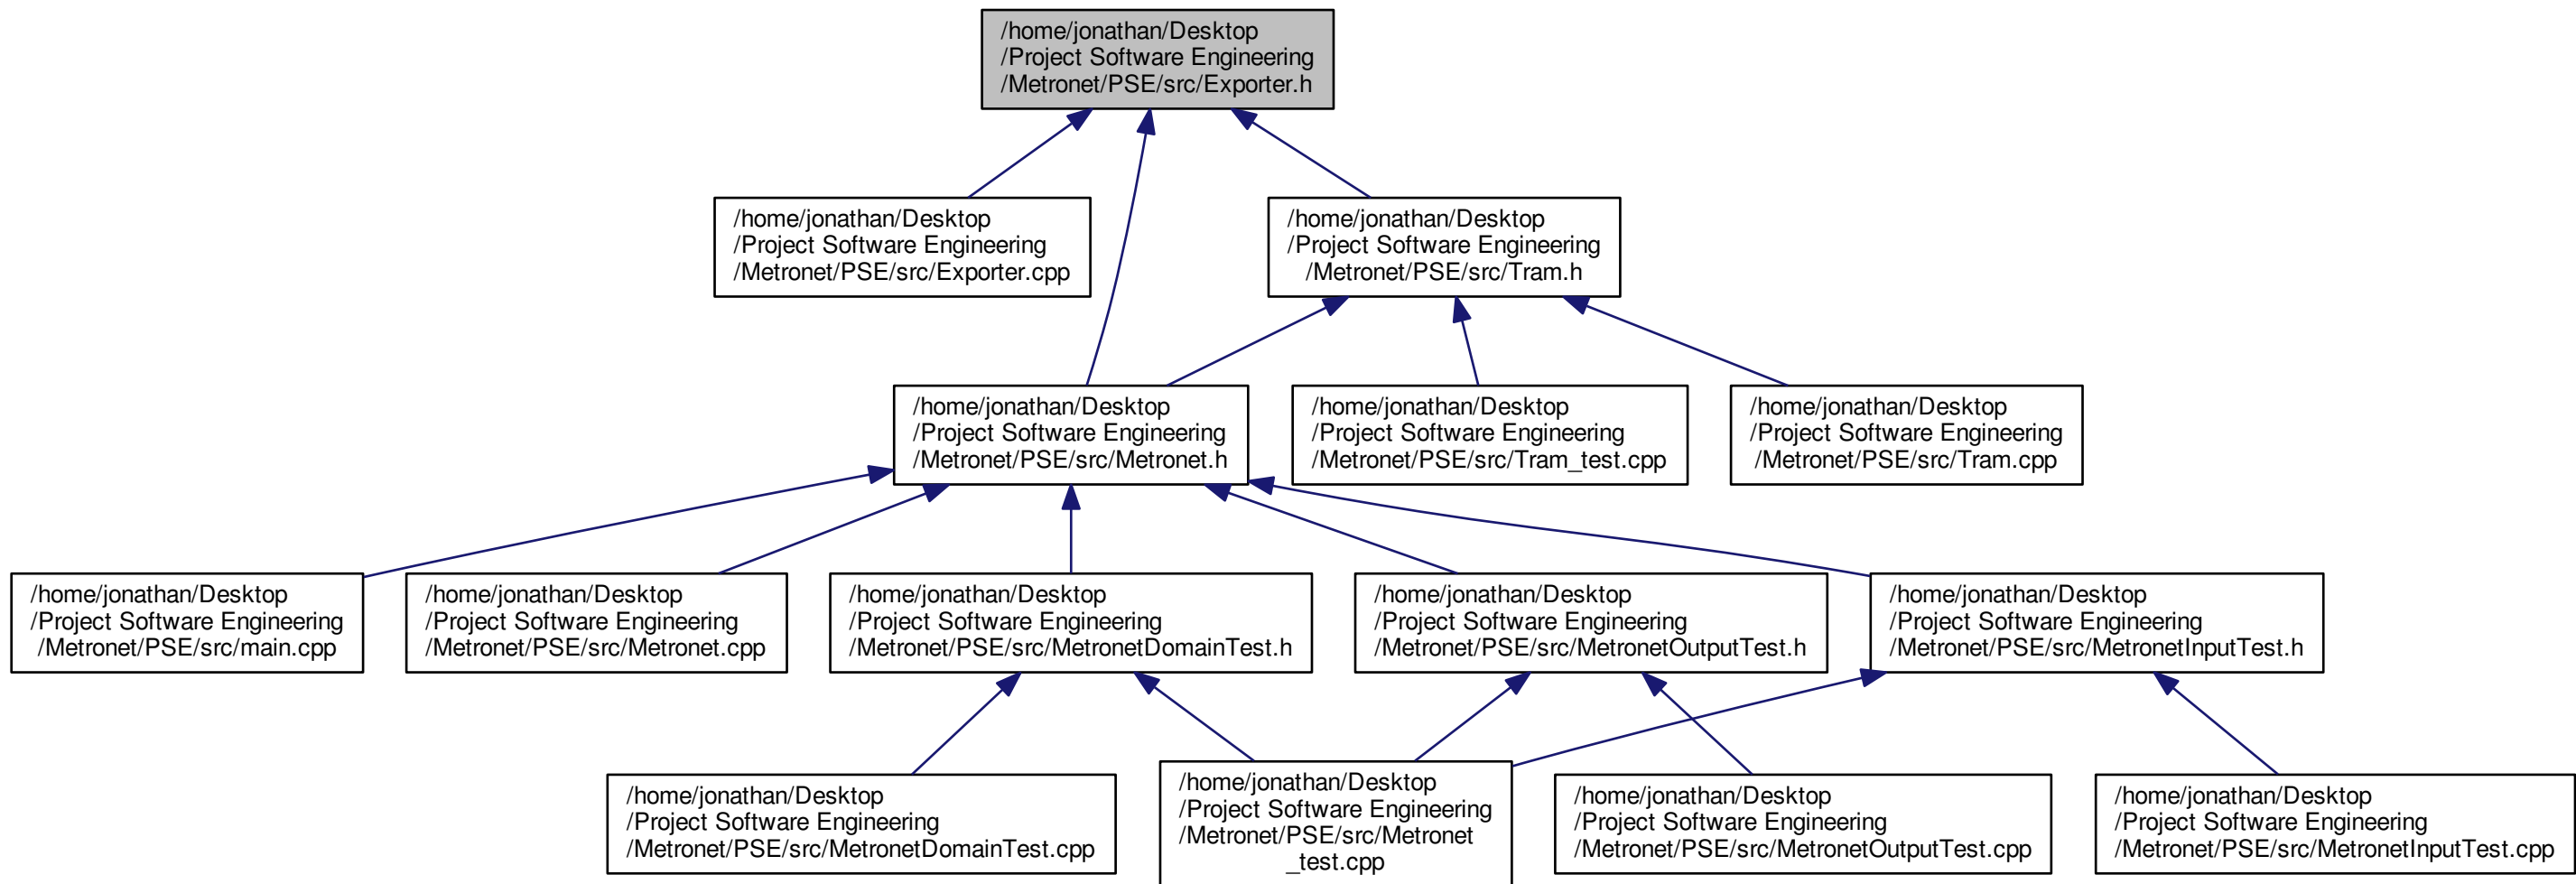 /home/jonathan/Desktop
/Project Software Engineering
/Metronet/PSE/src/Exporter.h
/home/jonathan/Desktop
/Project Software Engineering
/Metronet/PSE/src/Exporter.cpp
/home/jonathan/Desktop
/Project Software Engineering
/Metronet/PSE/src/Tram.h
/home/jonathan/Desktop
/Project Software Engineering
/Metronet/PSE/src/Metronet.h
/home/jonathan/Desktop
/Project Software Engineering
/Metronet/PSE/src/Tram_test.cpp
/home/jonathan/Desktop
/Project Software Engineering
/Metronet/PSE/src/Tram.cpp
/home/jonathan/Desktop
/Project Software Engineering
/Metronet/PSE/src/main.cpp
/home/jonathan/Desktop
/Project Software Engineering
/Metronet/PSE/src/Metronet.cpp
/home/jonathan/Desktop
/Project Software Engineering
/Metronet/PSE/src/MetronetDomainTest.h
/home/jonathan/Desktop
/Project Software Engineering
/Metronet/PSE/src/MetronetOutputTest.h
/home/jonathan/Desktop
/Project Software Engineering
/Metronet/PSE/src/MetronetInputTest.h
/home/jonathan/Desktop
/Project Software Engineering
/Metronet/PSE/src/MetronetDomainTest.cpp
/home/jonathan/Desktop
/Project Software Engineering
/Metronet/PSE/src/Metronet
_test.cpp
/home/jonathan/Desktop
/Project Software Engineering
/Metronet/PSE/src/MetronetOutputTest.cpp
/home/jonathan/Desktop
/Project Software Engineering
/Metronet/PSE/src/MetronetInputTest.cpp